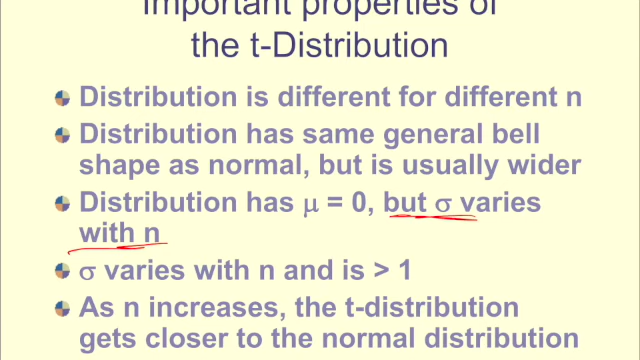 Important properties of
the t-Distribution
Distribution is different for different n
Distribution has same general bell
shape as normal, but is usually wider
Distribution has μ = 0, but σ varies
with n
σ varies with n and is > 1
As n increases, the t-distribution
gets closer to the normal distribution